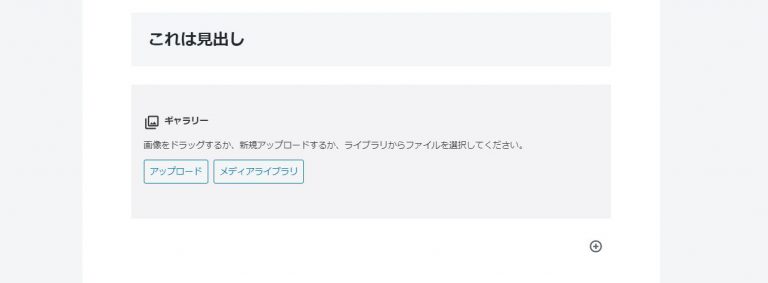 これは見出し
ギャラリー
画像をドラッグするか、新規アップロードするか、ライブラリからファイルを選択してください。
アップロード
メディアライブラリ